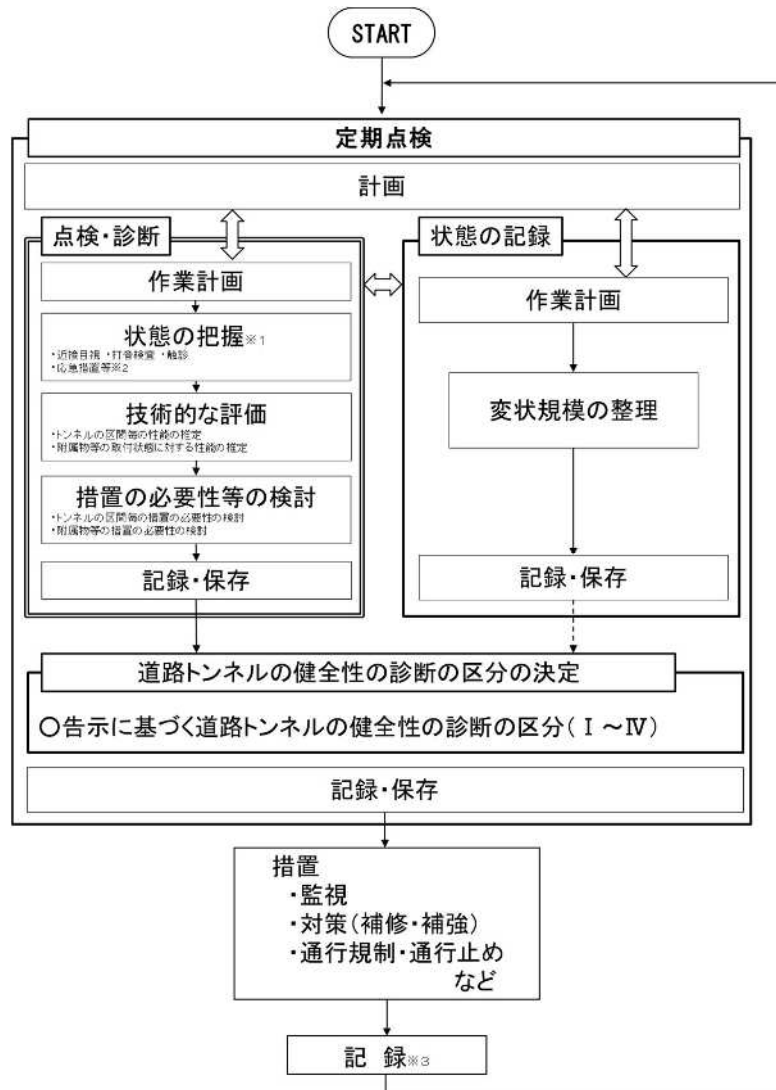 START
定期点検
計画
点検・診断
作業計画
状態の把握※１
・近接目視 ・打音検査 ・触診
・応急措置等※２
技術的な評価
・トンネルの区間毎の性能の推定
・附属物等の取付状態に対する性能の推定
措置の必要性等の検討
・トンネルの区間毎の措置の必要性の検討
・附属物等の措置の必要性の検討
記録・保存
状態の記録
作業計画
変状規模の整理
記録・保存
道路トンネルの健全性の診断の区分の決定
○告示に基づく道路トンネルの健全性の診断の区分（Ⅰ～Ⅳ）
記録・保存
措置
・監視
・対策（補修・補強）
・通行規制・通行止め
など
記 録※３